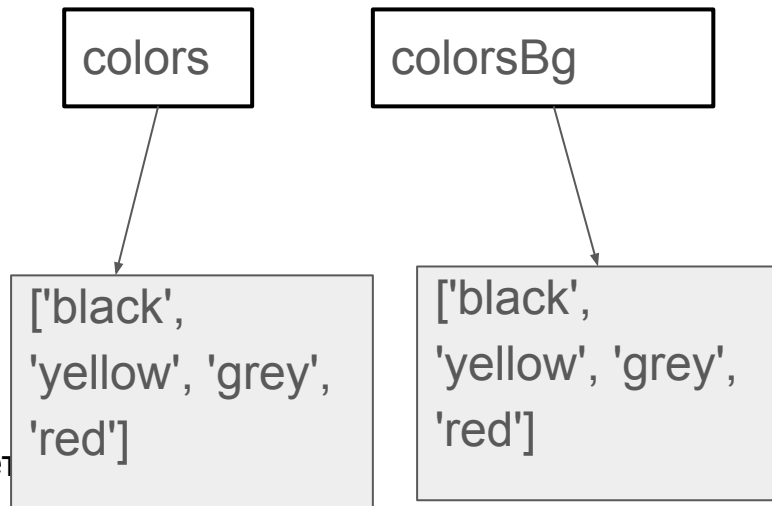 colors
colorsBg
['black',
'yellow', 'grey',
'red']
['black',
'yellow', 'grey',
'red']